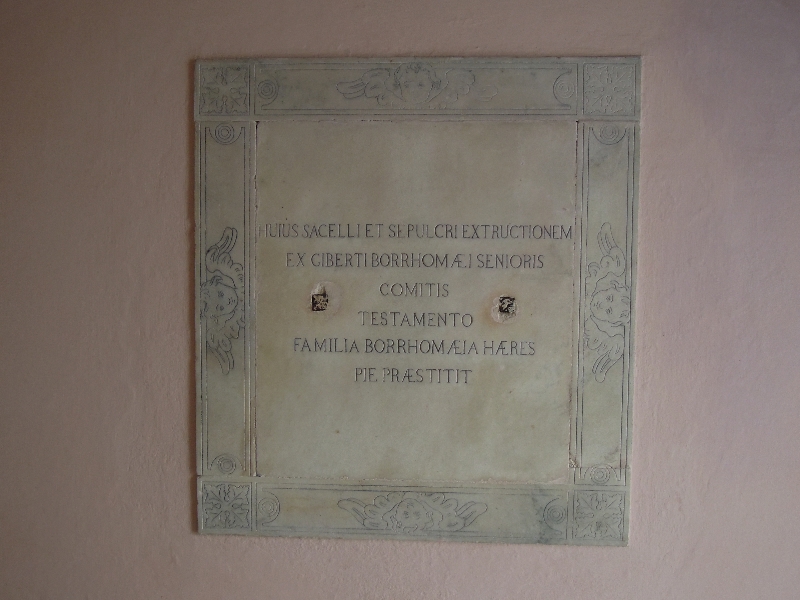 HUIUS SACELLI ET SEPULCRI EXTRUCTIONEM
EX GIBERTI BORRHOMÆI SENIORIS
COMITIS
TESTAMENTO
FAMILIA BORRHOMÆIA HÆRES
PIE PRÆSTITIT